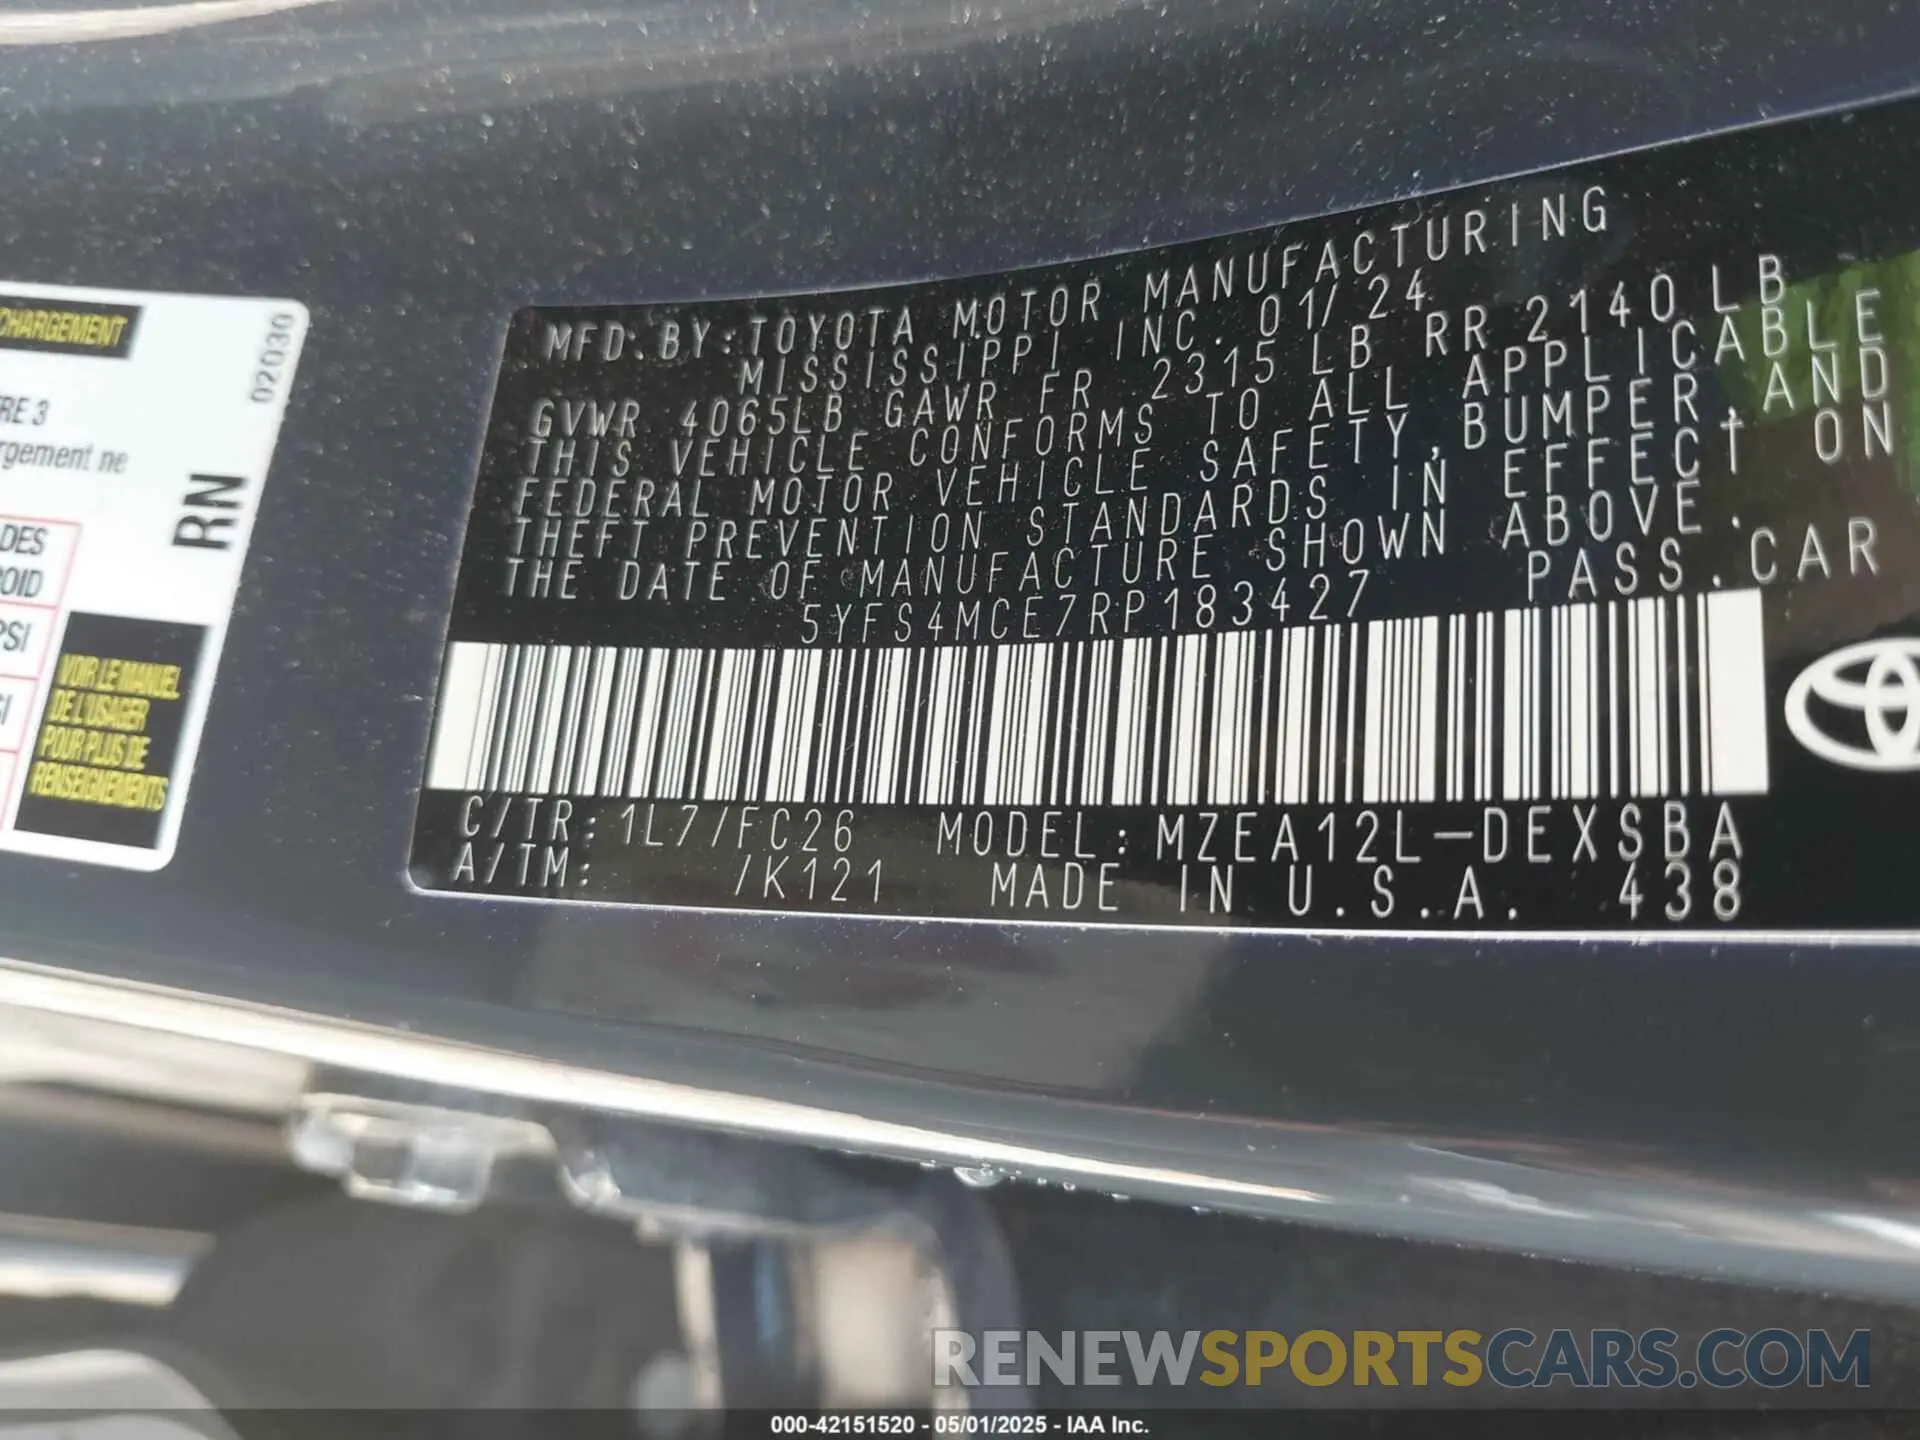 CHARGEMENT
02030
RE 3
rgement ne
RN
DES
OID
PSI
VOIR LE MANUEL
DE L'USAGER
POUR PLUS DE
RENSEIGNEMENTS
MFD. BY: TOYOTA MOTOR MANUFACTURING
MISSISSIPPI INC. 01/24
GVWR 4065LB GAWR FR 2315 LB RR 2140 LB
THIS VEHICLE CONFORMS TO ALL APPLICABLE
FEDERAL MOTOR VEHICLE SAFETY, BUMPER, AND
THEFT PREVENTION STANDARDS IN EFFECT ON
THE DATE OF MANUFACTURE SHOWN ABOVE.
5YFS4MCE7RP183427 PASS. CAR
C/TR: 1L7/FC26 MODEL: MZEA12L-DEXSBA
A/TM: /K121 MADE IN U.S.A. 438
RENEWSPORTSCARS.COM
000-42151520 - 05/01/2025 - IAA Inc.